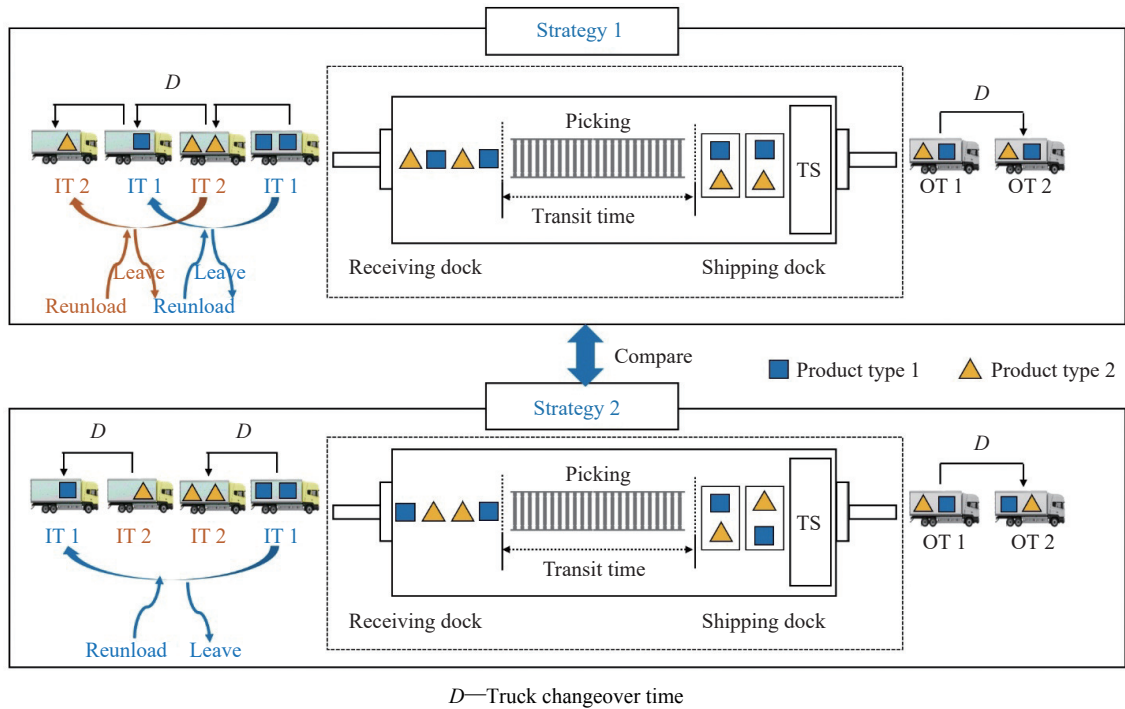 Strategy 1
D
D
Picking
TS
IT 2
IT 1
IT 2
IT 1
OT 1
OT 2
Transit time
Receiving dock
Shipping dock
Leave
Leave
Reunload
Reunload
Compare
Product type 1
Product type 2
Strategy 2
D
D
D
Picking
TS
IT 1
IT 2
IT 2
IT 1
OT 1
OT 2
Transit time
Receiving dock
Shipping dock
Reunload
Leave
D—Truck changeover time